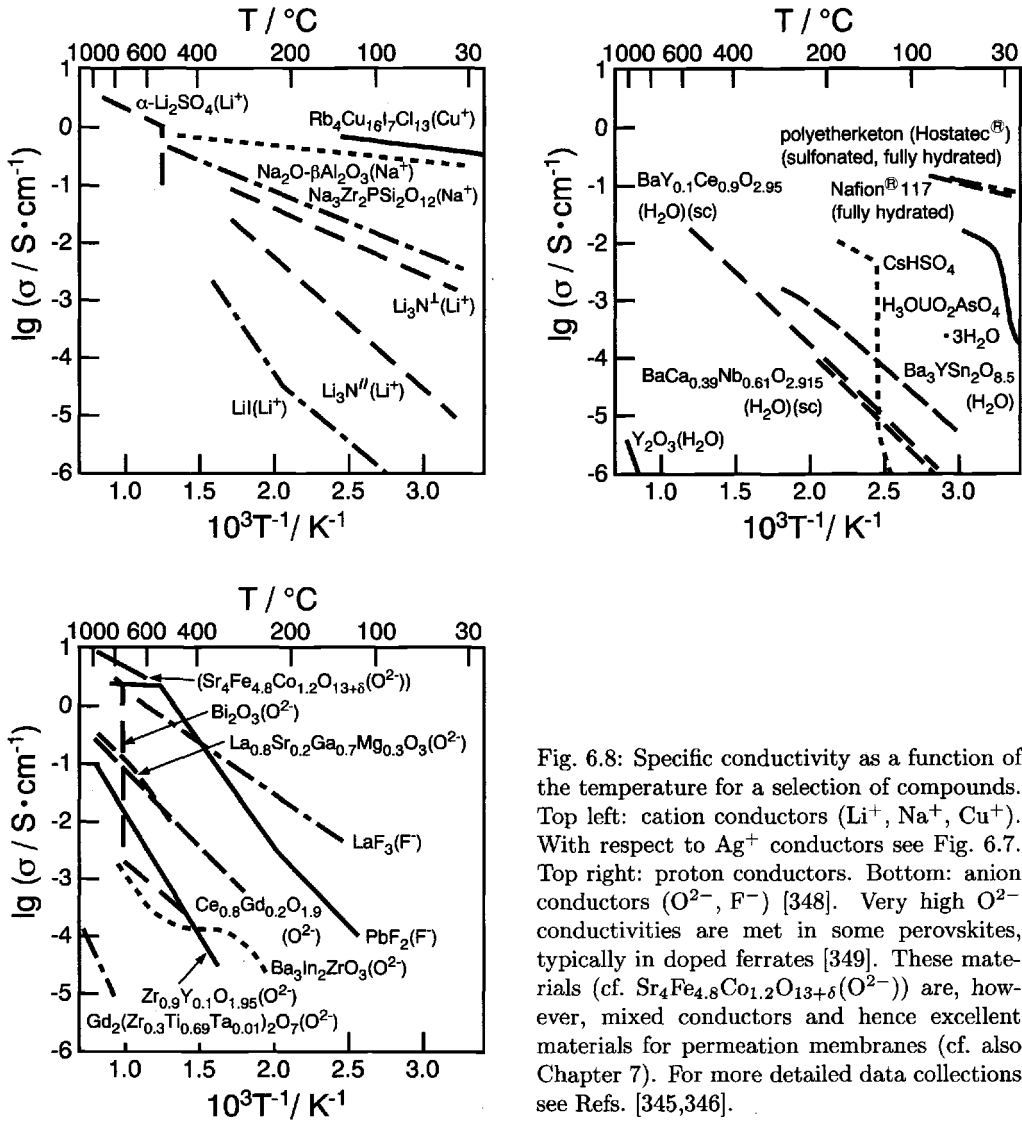 T / °C
1000 600 400 200 100 30
1
0
-1
-2
-3
-4
-5
-6
lg (σ / S·cm⁻¹)
α-Li₂SO₄(Li⁺)
Rb₄Cu₁₆I₇Cl₁₃(Cu⁺)
Na₂O-βAl₂O₃(Na⁺)
Na₃Zr₂PSi₂O₁₂(Na⁺)
Li₃N⊥(Li⁺)
Li₃N//(Li⁺)
LiI(Li⁺)
1.0 1.5 2.0 2.5 3.0
10³T⁻¹/ K⁻¹
T / °C
1000 600 400 200 100 30
1
0
-1
-2
-3
-4
-5
-6
lg (σ / S·cm⁻¹)
polyetherketon (Hostatec®)
(sulfonated, fully hydrated)
BaY₀.₁Ce₀.₉O₂.₉₅
(H₂O)(sc)
Nafion® 117
(fully hydrated)
CsHSO₄
H₃OUO₂AsO₄
·3H₂O
BaCa₀.₃₉Nb₀.₆₁O₂.₉₁₅
(H₂O)(sc)
Ba₃YSn₂O₈.₅
(H₂O)
Y₂O₃(H₂O)
1.0 1.5 2.0 2.5 3.0
10³T⁻¹/ K⁻¹
T / °C
1000 600 400 200 100 30
1
0
-1
-2
-3
-4
-5
-6
lg (σ / S·cm⁻¹)
(Sr₄Fe₄.₈Co₁.₂O₁₃₊δ(O²⁻))
Bi₂O₃(O²⁻)
La₀.₈Sr₀.₂Ga₀.₇Mg₀.₃O₃(O²⁻)
LaF₃(F⁻)
Ce₀.₈Gd₀.₂O₁.₉
(O²⁻)
PbF₂(F⁻)
Ba₃In₂ZrO₃(O²⁻)
Zr₀.₉Y₀.₁O₁.₉₅(O²⁻)
Gd₂(Zr₀.₃Ti₀.₆₉Ta₀.₀₁)₂O₇(O²⁻)
1.0 1.5 2.0 2.5 3.0
10³T⁻¹/ K⁻¹
Fig. 6.8: Specific conductivity as a function of
the temperature for a selection of compounds.
Top left: cation conductors (Li⁺, Na⁺, Cu⁺).
With respect to Ag⁺ conductors see Fig. 6.7.
Top right: proton conductors. Bottom: anion
conductors (O²⁻, F⁻) [348]. Very high O²⁻
conductivities are met in some perovskites,
typically in doped ferrates [349]. These mate-
rials (cf. Sr₄Fe₄.₈Co₁.₂O₁₃₊δ(O²⁻)) are, how-
ever, mixed conductors and hence excellent
materials for permeation membranes (cf. also
Chapter 7). For more detailed data collections
see Refs. [345,346].